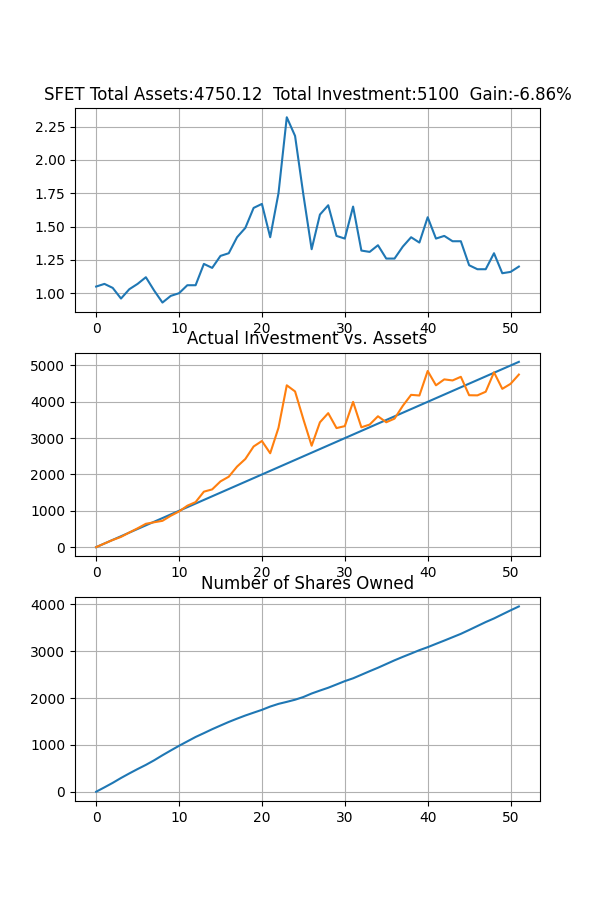 SFET Total Assets:4750.12  Total Investment:5100  Gain:-6.86%
2.25
2.00
1.75
1.50
1.25
1.00
0 10 20 30 40 50
Actual Investment vs. Assets
5000
4000
3000
2000
1000
0
0 10 20 30 40 50
Number of Shares Owned
4000
3000
2000
1000
0
0 10 20 30 40 50